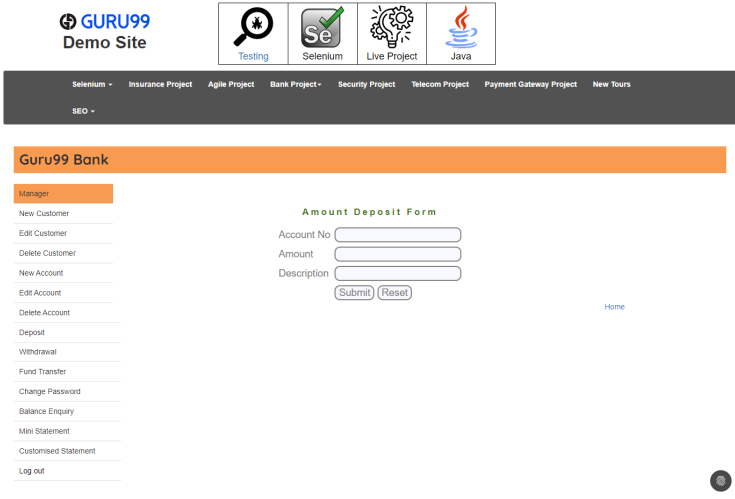 GURU99
Demo Site
Testing
Selenium
Live Project
Java
Selenium
Insurance Project
Agile Project
Bank Project
Security Project
Telecom Project
Payment Gateway Project
New Tours
SEO
Guru99 Bank
Manager
New Customer
Edit Customer
Delete Customer
New Account
Edit Account
Delete Account
Deposit
Withdrawal
Fund Transfer
Change Password
Balance Enquiry
Mini Statement
Customised Statement
Log out
Amount Deposit Form
Account No
Amount
Description
Submit Reset
Home